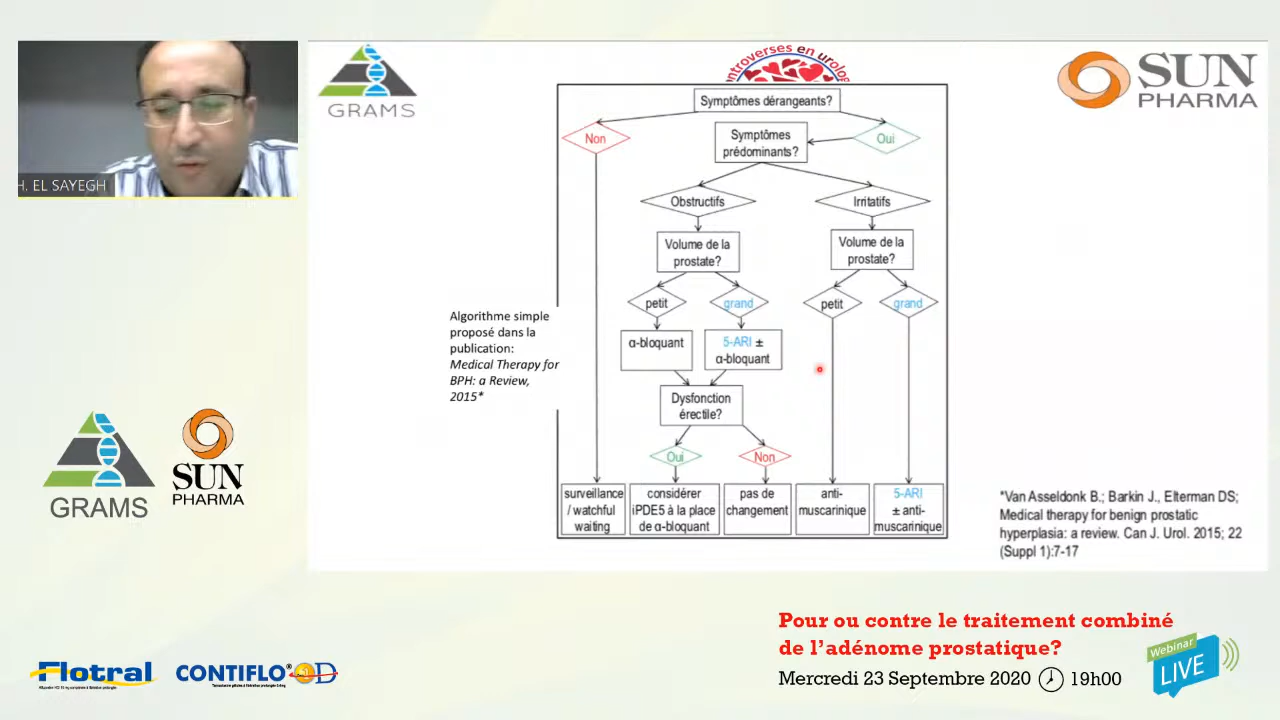 H. EL SAYEGH
GRAMS
ntroverses en urolo
SUN
PHARMA
Symptômes dérangeants?
Non
Symptômes
prédominants?
Oui
Obstructifs
Irritatifs
Volume de la
prostate?
Volume de la
prostate?
petit
grand
petit
grand
α-bloquant
5-ARI ±
α-bloquant
Algorithme simple
proposé dans la
publication:
Medical Therapy for
BPH: a Review,
2015*
Dysfonction
érectile?
Oui
Non
surveillance
/ watchful
waiting
considérer
iPDE5 à la place
de α-bloquant
pas de
changement
anti-
muscarinique
5-ARI
± anti-
muscarinique
*Van Asseldonk B.; Barkin J., Elterman DS;
Medical therapy for benign prostatic
hyperplasia: a review. Can J. Urol. 2015; 22
(Suppl 1):7-17
GRAMS
SUN
PHARMA
Flotral
CONTIFLO® OD
Pour ou contre le traitement combiné
de l'adénome prostatique?
Mercredi 23 Septembre 2020 19h00
Webinar
LIVE